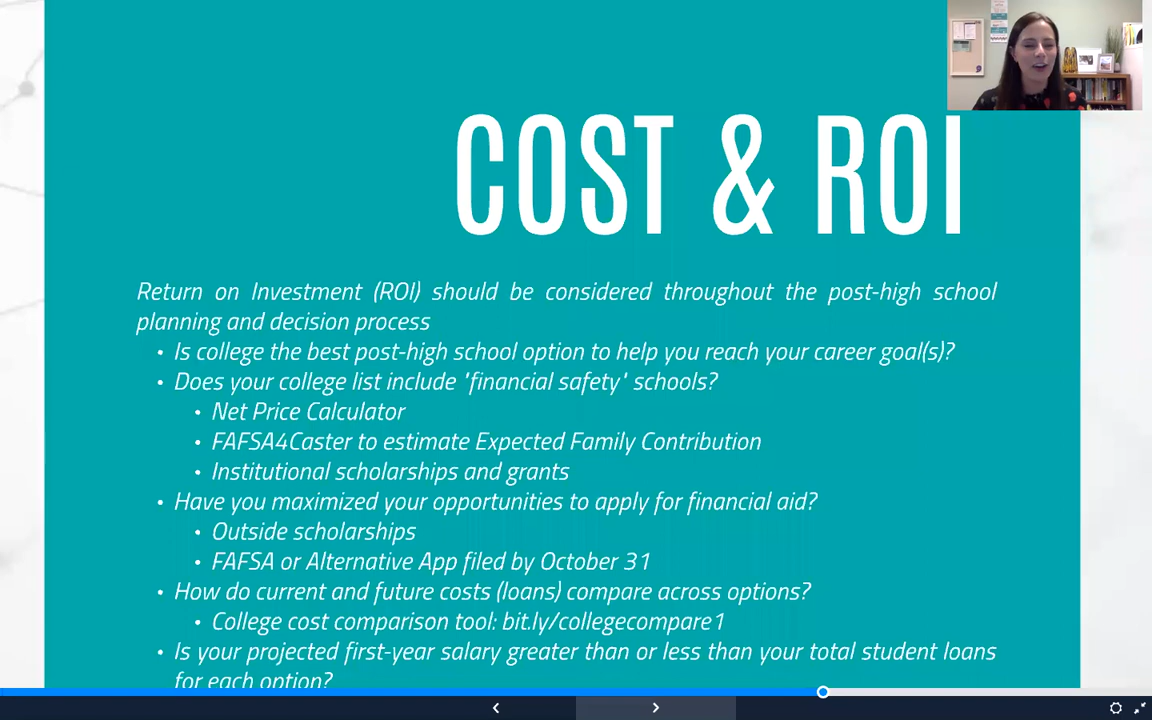 COST & ROI
Return on Investment (ROI) should be considered throughout the post-high school
planning and decision process
• Is college the best post-high school option to help you reach your career goal(s)?
• Does your college list include 'financial safety' schools?
• Net Price Calculator
• FAFSA4Caster to estimate Expected Family Contribution
• Institutional scholarships and grants
• Have you maximized your opportunities to apply for financial aid?
• Outside scholarships
• FAFSA or Alternative App filed by October 31
• How do current and future costs (loans) compare across options?
• College cost comparison tool: bit.ly/collegecompare1
• Is your projected first-year salary greater than or less than your total student loans
for each option?